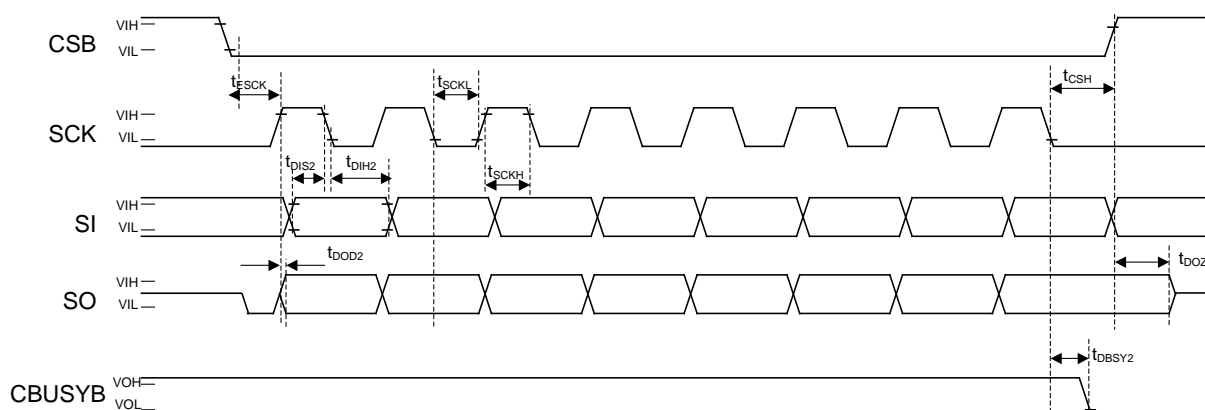 VIH
CSB
VIL
tESCK
tSCKL
tCSH
VIH
SCK
VIL
tDIS2
tDIH2
tSCKH
VIH
SI
VIL
tDOD2
tDOZ
VIH
SO
VIL
tDBSY2
VOH
CBUSYB
VOL